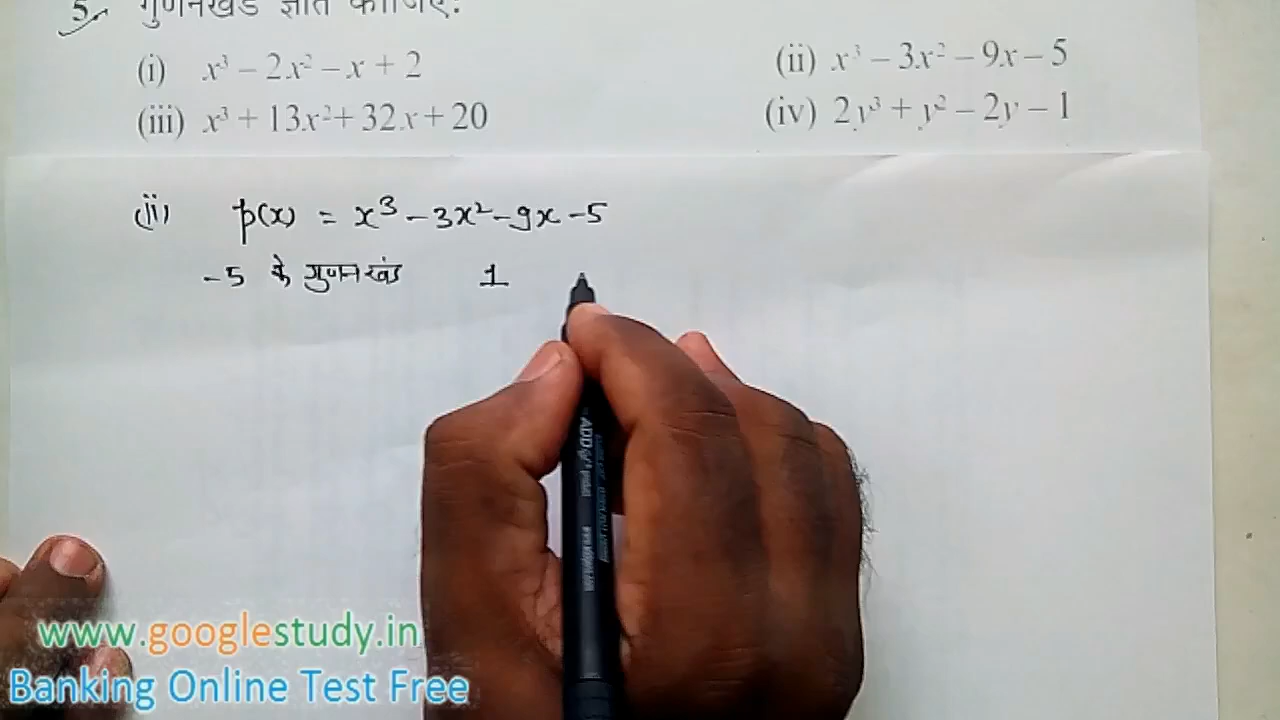 5. गुणनखंड ज्ञात कीजिए:
(i) x³ – 2x² – x + 2
(ii) x³ – 3x² – 9x – 5
(iii) x³ + 13x² + 32x + 20
(iv) 2y³ + y² – 2y – 1
(ii) p(x) = x³ – 3x² – 9x – 5
–5 के गुणनखंड 1
www.googlestudy.in
Banking Online Test Free